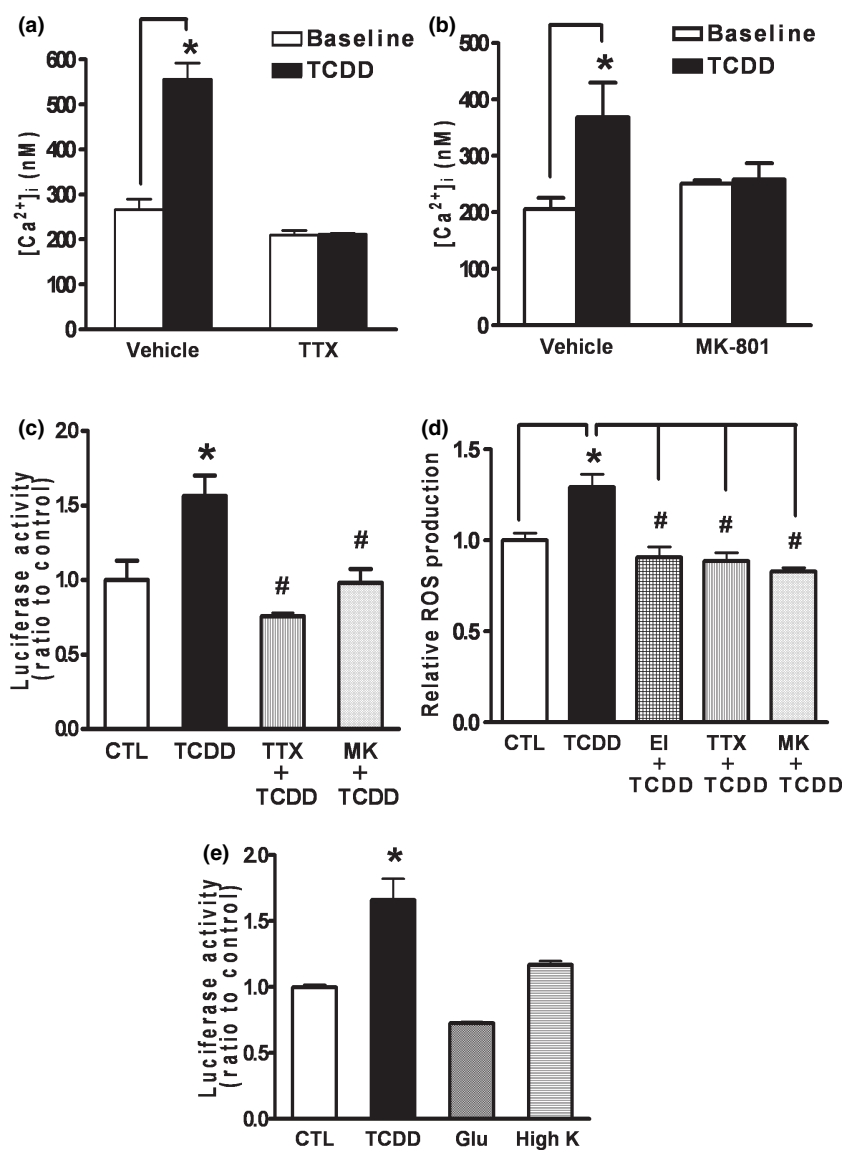 (a)
Baseline
TCDD
*
600
500
400
300
200
100
0
[Ca2+]i (nM)
Vehicle
TTX
(b)
Baseline
TCDD
*
500
400
300
200
100
0
[Ca2+]i (nM)
Vehicle
MK-801
(c)
2.0
1.5
1.0
0.5
0.0
Luciferase activity
(ratio to control)
*
#
#
CTL
TCDD
TTX
+
TCDD
MK
+
TCDD
(d)
1.5
1.0
0.5
0.0
Relative ROS production
*
#
#
#
CTL
TCDD
EI
+
TCDD
TTX
+
TCDD
MK
+
TCDD
(e)
2.0
1.5
1.0
0.5
0.0
Luciferase activity
(ratio to control)
*
CTL
TCDD
Glu
High K